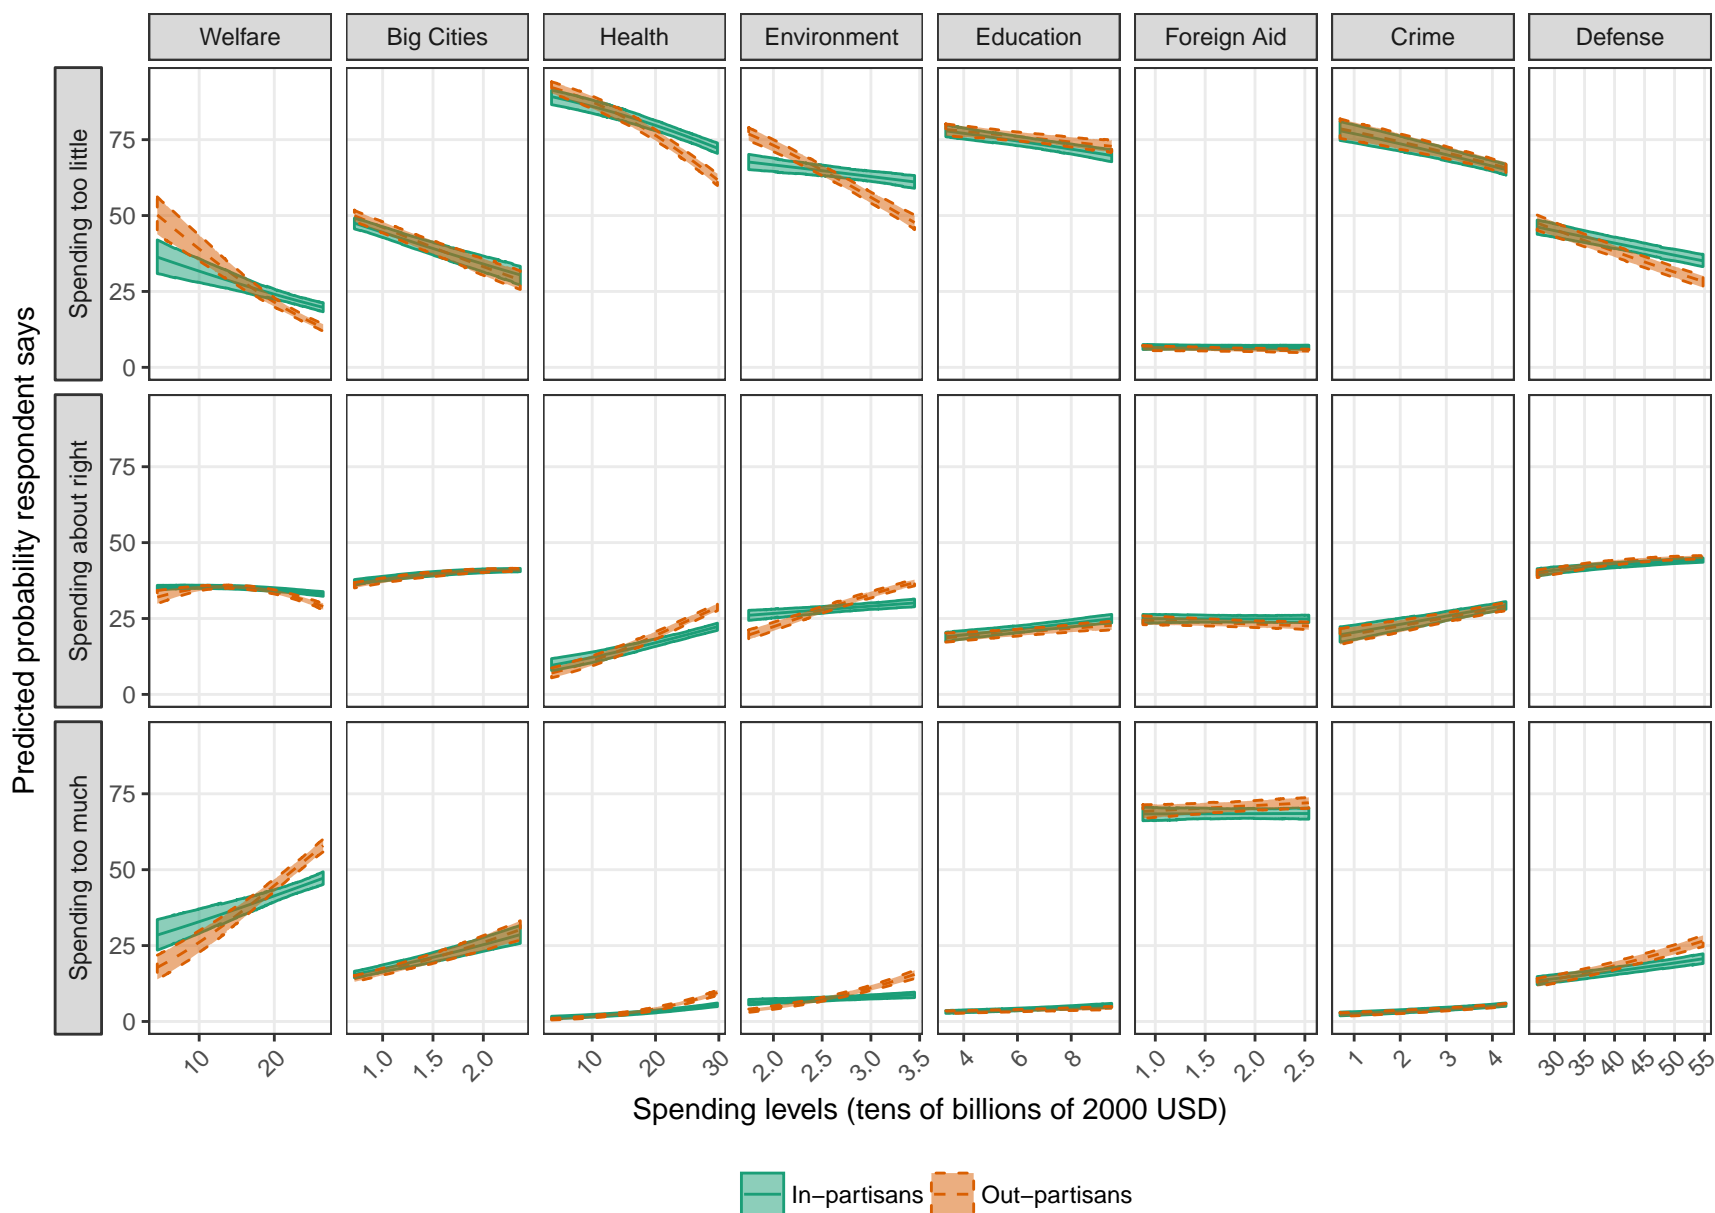 Welfare Big Cities Health Environment Education Foreign Aid Crime Defense
Predicted probability respondent says
Spending too little
75
50
25
0
Spending about right
75
50
25
0
Spending too much
75
50
25
0
10 20 1.0 1.5 2.0 10 20 30 2.0 2.5 3.0 3.5 4 6 8 1.0 1.5 2.0 2.5 1 2 3 4 30 35 40 45 50 55
Spending levels (tens of billions of 2000 USD)
In−partisans Out−partisans